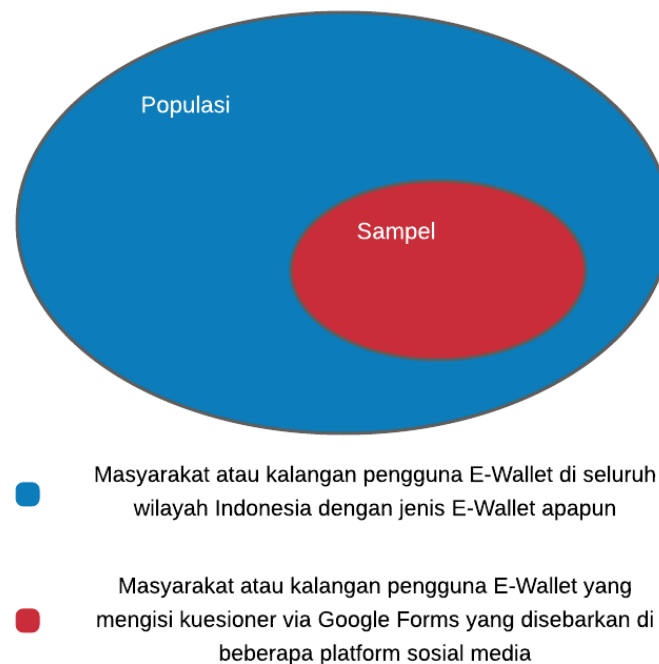 Populasi
Sampel
Masyarakat atau kalangan pengguna E-Wallet di seluruh
wilayah Indonesia dengan jenis E-Wallet apapun
Masyarakat atau kalangan pengguna E-Wallet yang
mengisi kuesioner via Google Forms yang disebarkan di
beberapa platform sosial media